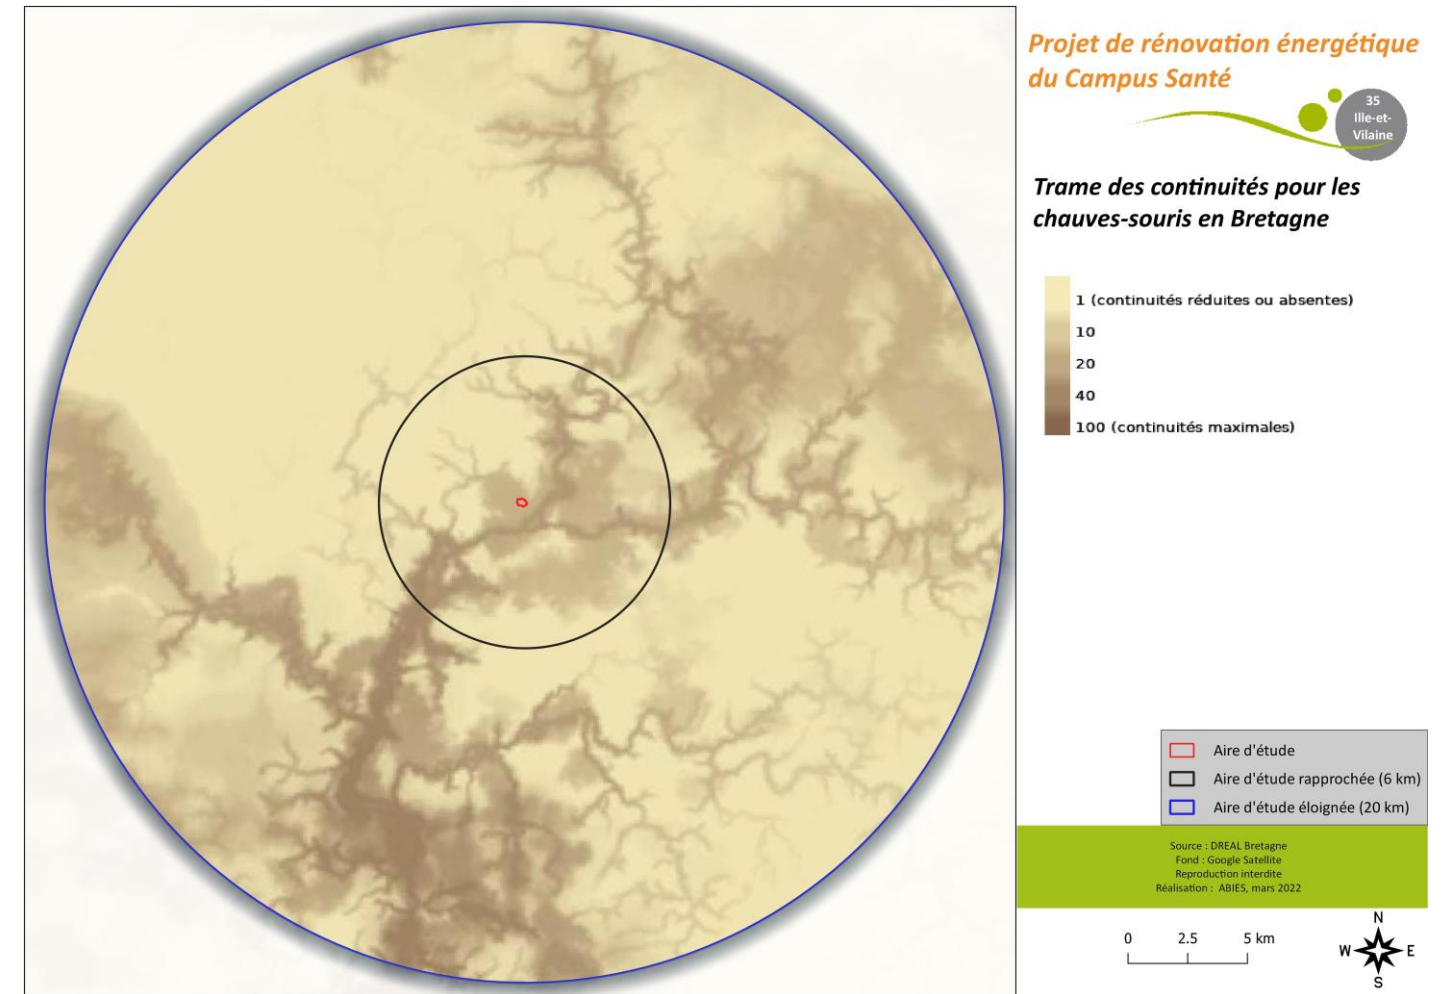 Projet de rénovation énergétique
du Campus Santé
35
Ille-et-
Vilaine
Trame des continuités pour les
chauves-souris en Bretagne
1 (continuités réduites ou absentes)
10
20
40
100 (continuités maximales)
Aire d'étude
Aire d'étude rapprochée (6 km)
Aire d'étude éloignée (20 km)
Source : DREAL Bretagne
Fond : Google Satellite
Reproduction interdite
Réalisation : ABIES, mars 2022
0 2.5 5 km
N
W E
S